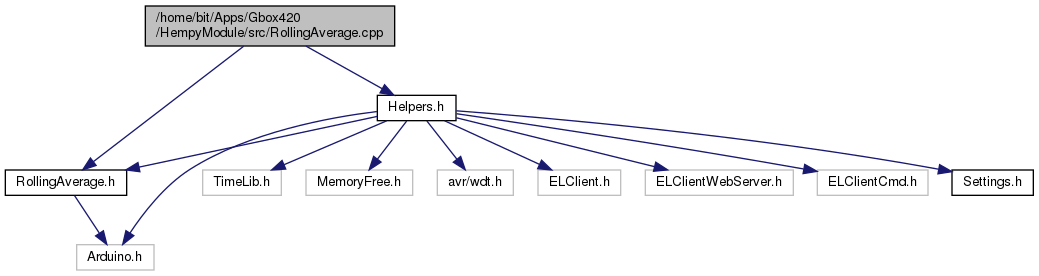 /home/bit/Apps/Gbox420
/HempyModule/src/RollingAverage.cpp
Helpers.h
RollingAverage.h
TimeLib.h
MemoryFree.h
avr/wdt.h
ELClient.h
ELClientWebServer.h
ELClientCmd.h
Settings.h
Arduino.h